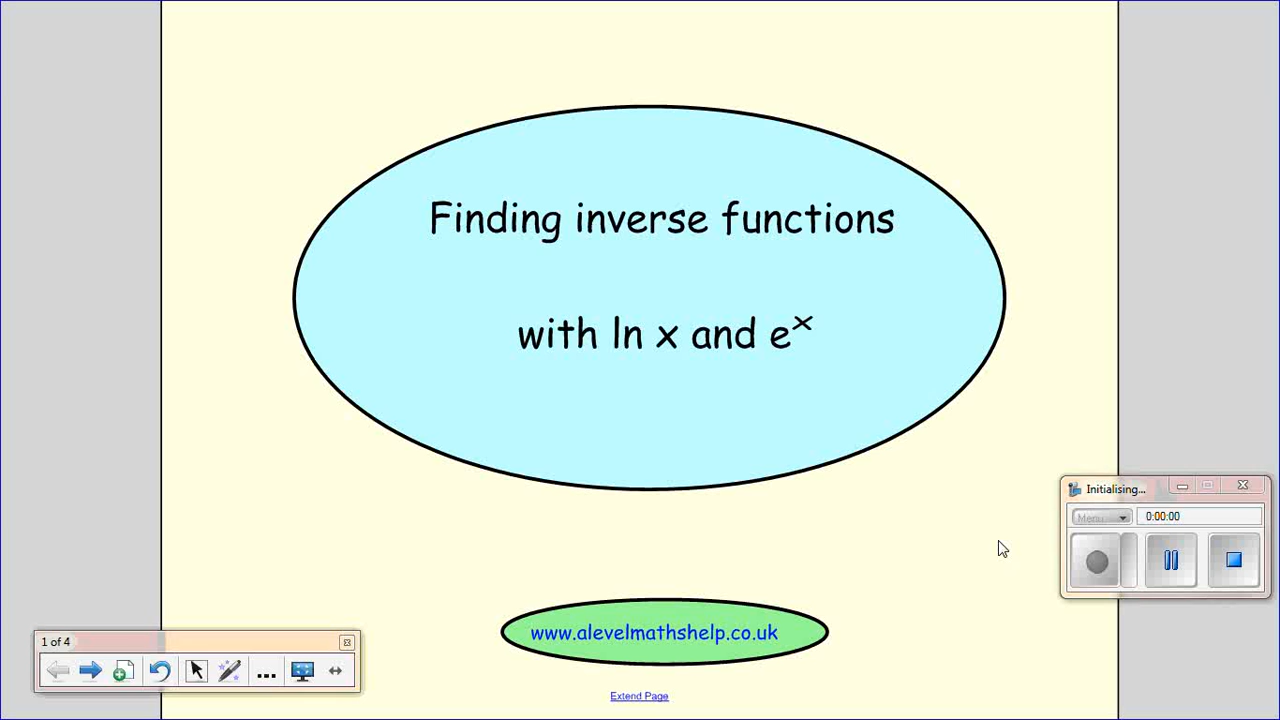 Finding inverse functions
with ln x and eˣ
Initialising...
Menu
0:00:00
www.alevelmathshelp.co.uk
1 of 4
...
Extend Page